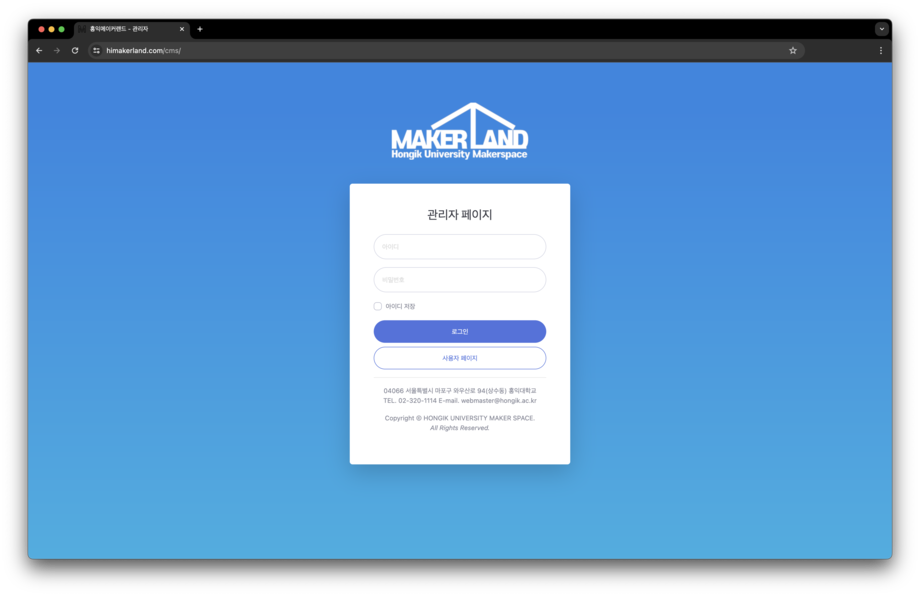 홍익메이커랜드 - 관리자
himakerland.com/cms/
MAKERLAND
Hongik University Makerspace
관리자 페이지
아이디
비밀번호
아이디 저장
로그인
사용자 페이지
04066 서울특별시 마포구 와우산로 94(상수동) 홍익대학교
TEL. 02-320-1114 E-mail. webmaster@hongik.ac.kr
Copyright © HONGIK UNIVERSITY MAKER SPACE.
All Rights Reserved.